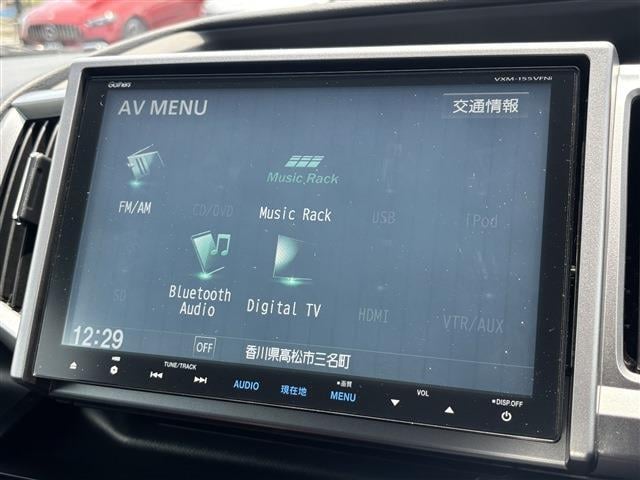 Gathers
VXM-155VFNi
AV MENU
交通情報
Music Rack
FM/AM
CD/DVD
Music Rack
USB
iPod
SD
Bluetooth
Audio
Digital TV
HDMI
VTR/AUX
12:29
OFF
香川県高松市三名町
TUNE/TRACK
AUDIO
現在地
画質
MENU
VOL
DISP.OFF